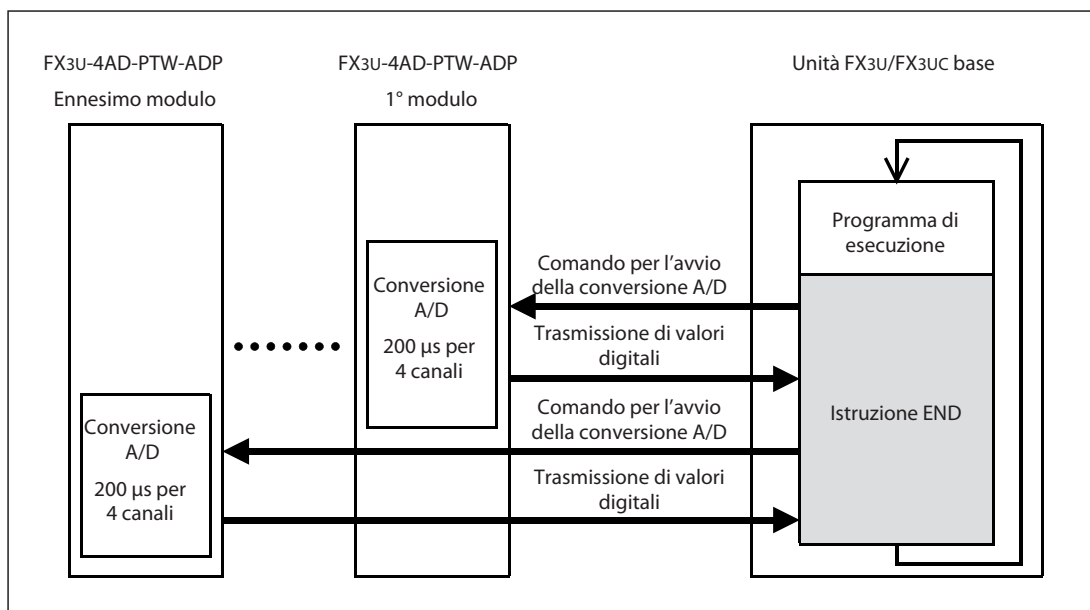 FX3U-4AD-PTW-ADP
Ennesimo modulo
FX3U-4AD-PTW-ADP
1° modulo
Unità FX3U/FX3UC base
Programma di
esecuzione
Comando per l'avvio
della conversione A/D
Conversione
A/D
200 µs per
4 canali
Trasmissione di valori
digitali
Istruzione END
Comando per l'avvio
della conversione A/D
Conversione
A/D
200 µs per
4 canali
Trasmissione di valori
digitali